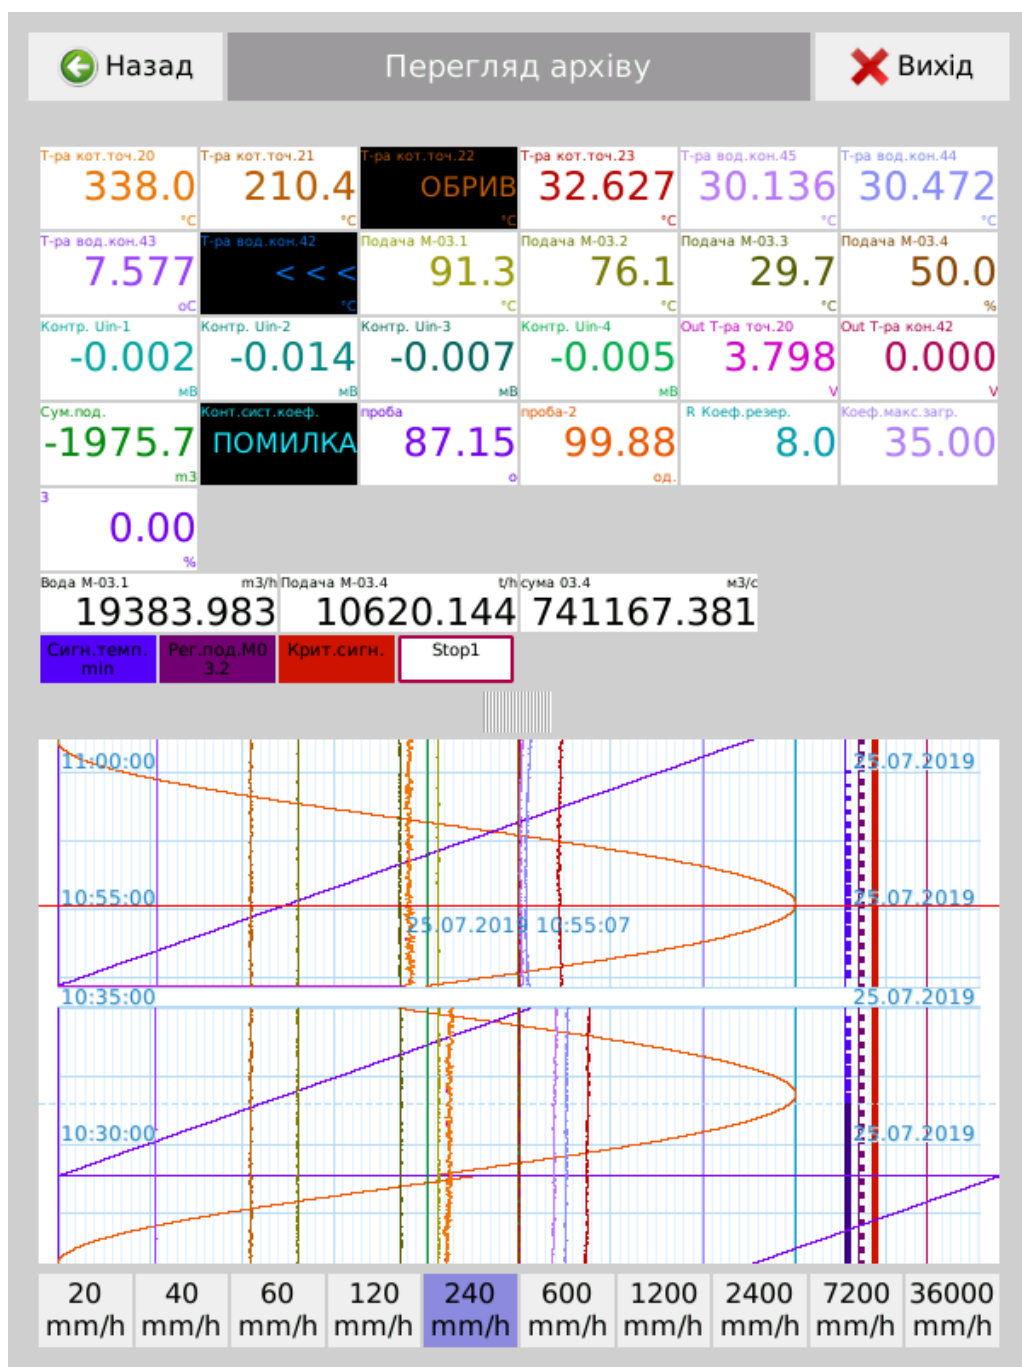 Назад
Перегляд архіву
Вихід
Т-ра кот.точ.20
338.0
°C
Т-ра кот.точ.21
210.4
°C
Т-ра кот.точ.22
ОБРИВ
°C
Т-ра кот.точ.23
32.627
°C
Т-ра вод.кон.45
30.136
°C
Т-ра вод.кон.44
30.472
°C
Т-ра вод.кон.43
7.577
oC
Т-ра вод.кон.42
< < <
°C
Подача М-03.1
91.3
°C
Подача М-03.2
76.1
°C
Подача М-03.3
29.7
°C
Подача М-03.4
50.0
%
Контр. Uin-1
-0.002
мВ
Контр. Uin-2
-0.014
мВ
Контр. Uin-3
-0.007
мВ
Контр. Uin-4
-0.005
мВ
Out Т-ра точ.20
3.798
V
Out Т-ра кон.42
0.000
V
Сум.под.
-1975.7
m3
Конт.сист.коеф.
ПОМИЛКА
проба
87.15
о
проба-2
99.88
од.
R Коеф.резер.
8.0
Коеф.макс.загр.
35.00
3
0.00
%
Вода М-03.1 m3/h
19383.983
Подача М-03.4 t/h
10620.144
сума 03.4 м3/с
741167.381
Сигн.темп.
min
Рег.под.М0
3.2
Крит.сигн.
Stop1
11:00:00 25.07.2019
10:55:00 25.07.2019
25.07.2019 10:55:07
10:35:00 25.07.2019
10:30:00 25.07.2019
20
mm/h
40
mm/h
60
mm/h
120
mm/h
240
mm/h
600
mm/h
1200
mm/h
2400
mm/h
7200
mm/h
36000
mm/h